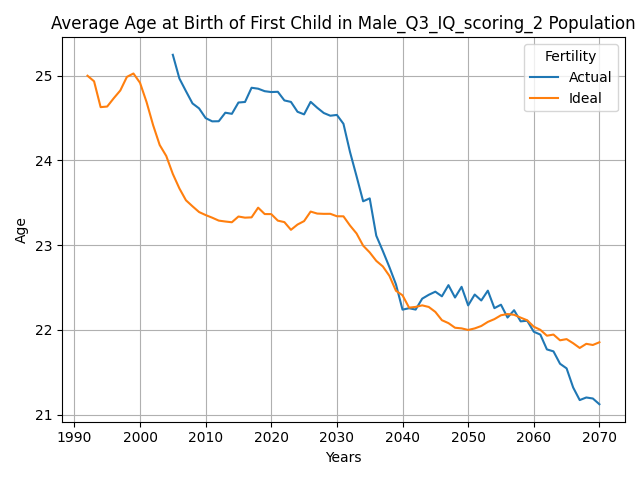 Average Age at Birth of First Child in Male_Q3_IQ_scoring_2 Population
Fertility
Actual
Ideal
Age
25
24
23
22
21
1990 2000 2010 2020 2030 2040 2050 2060 2070
Years